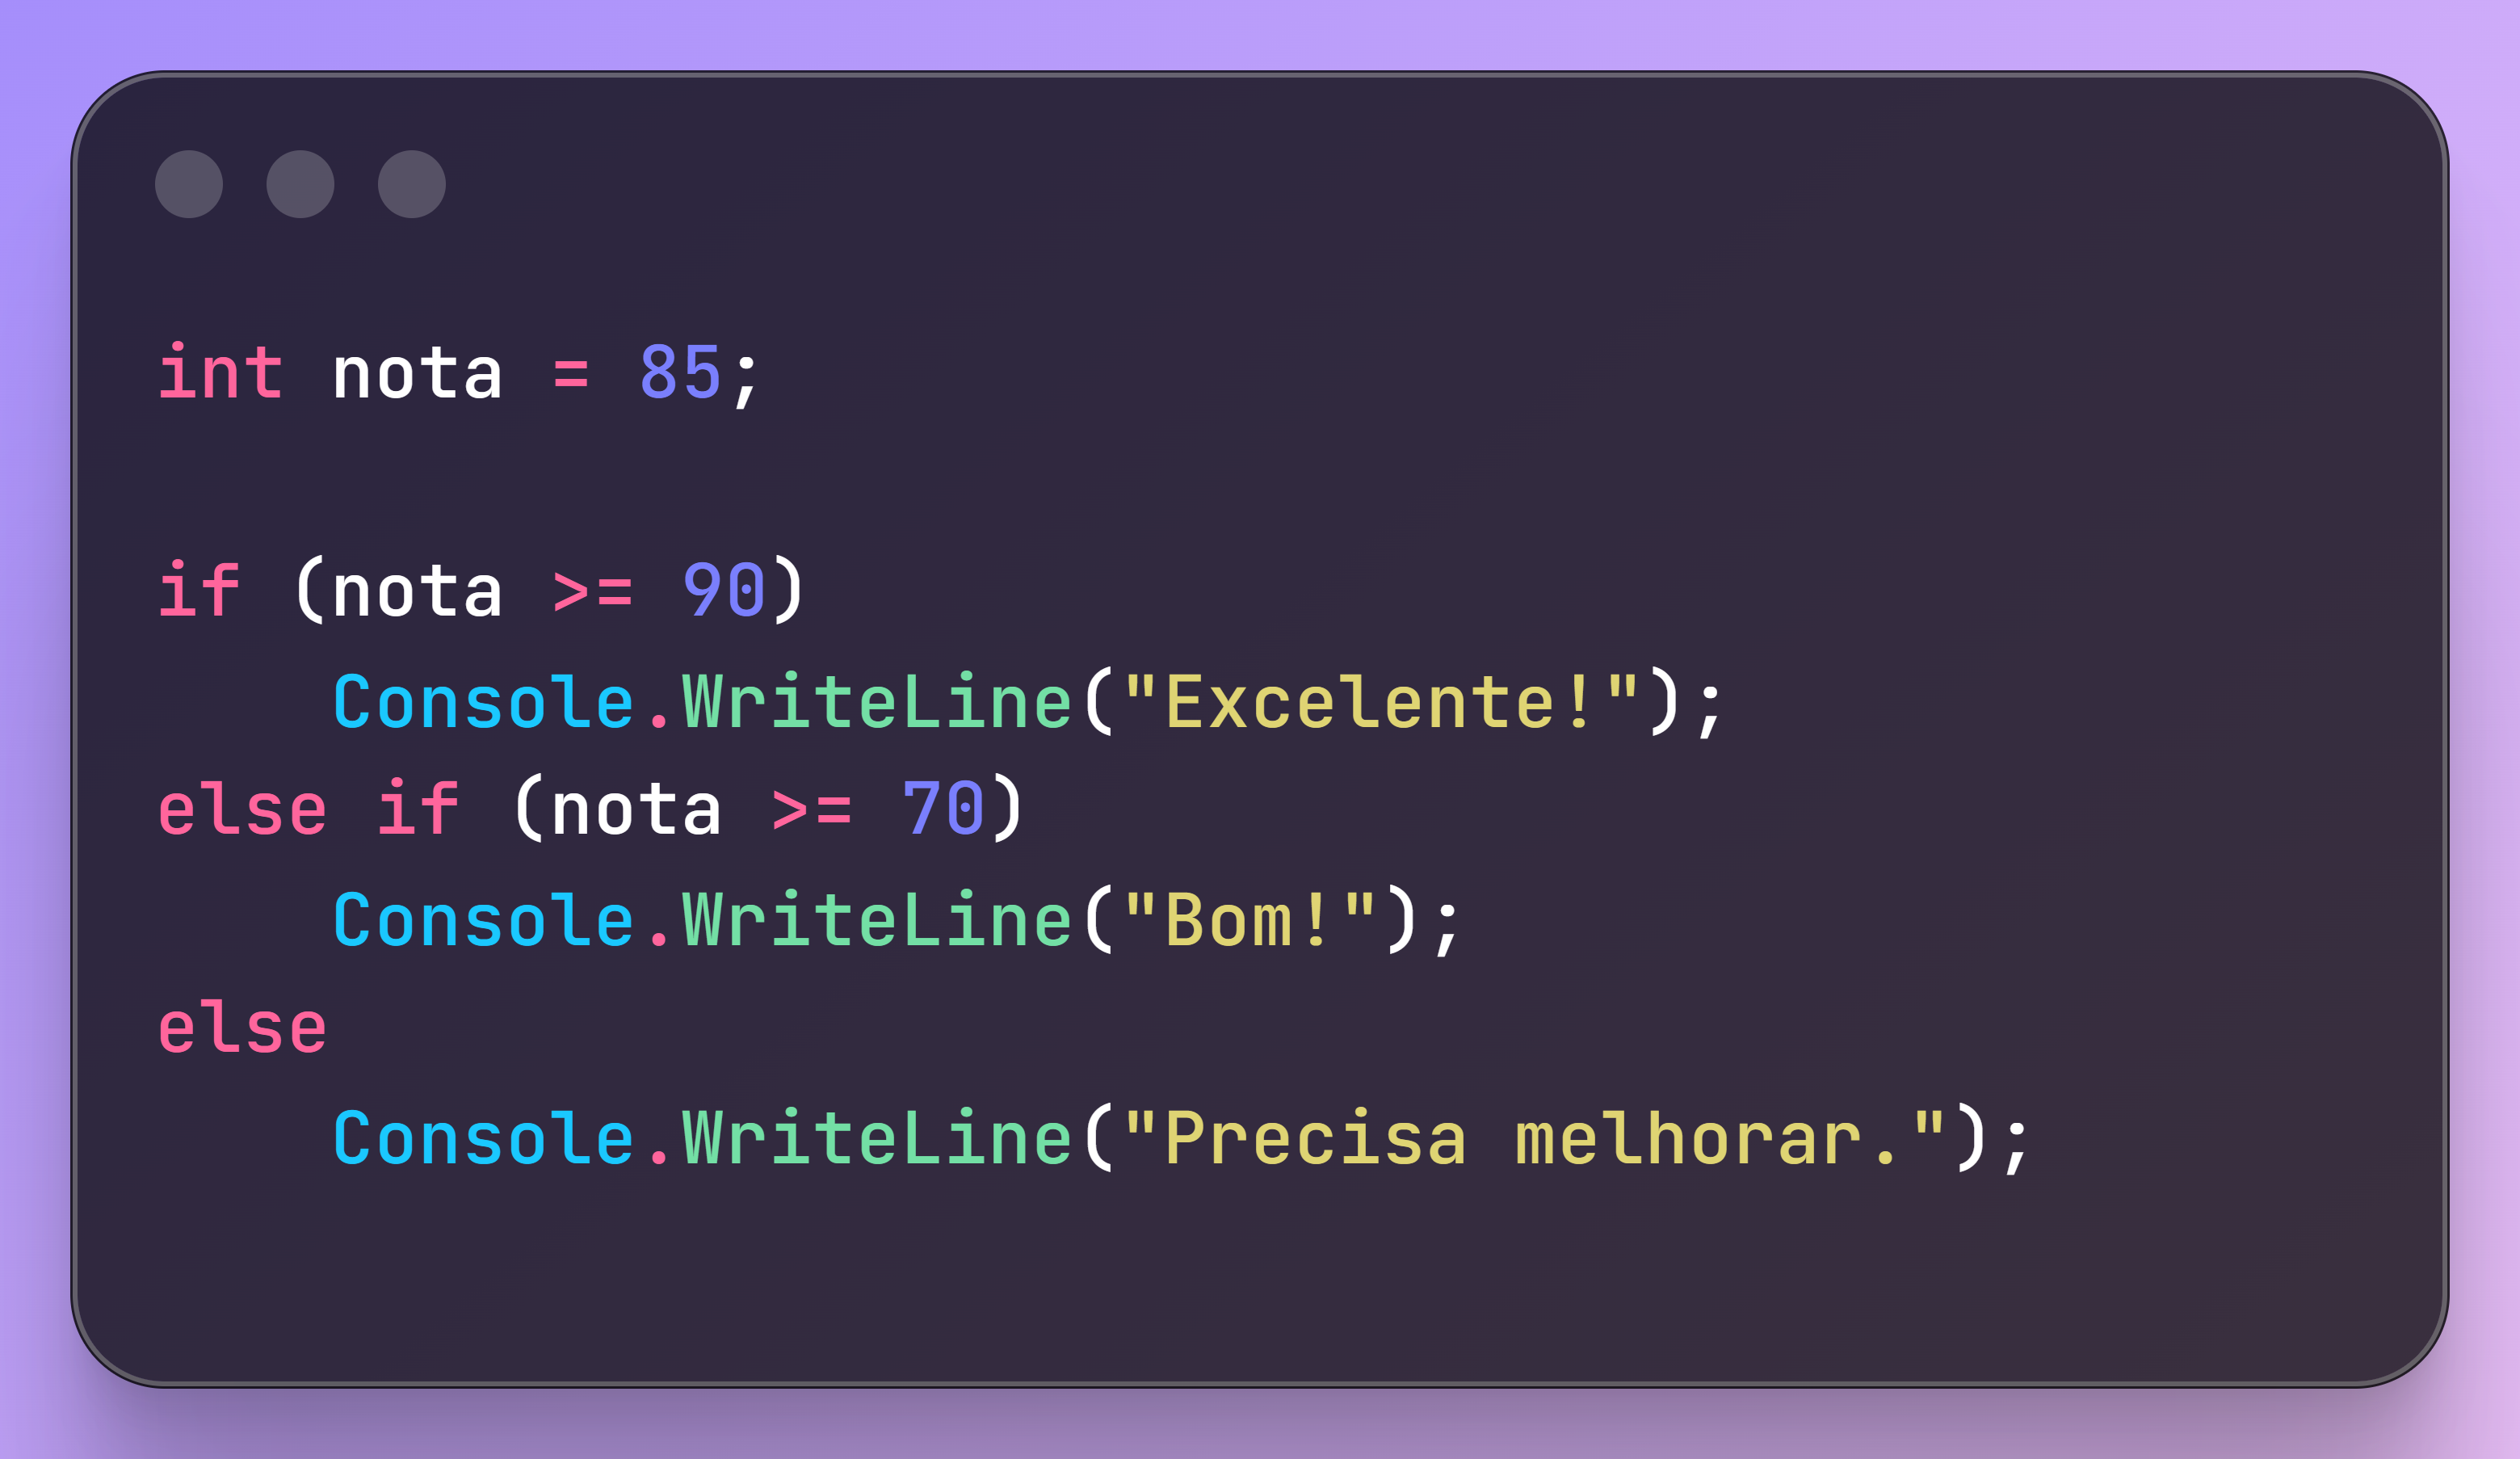 int nota = 85;
if (nota >= 90)
    Console.WriteLine("Excelente!");
else if (nota >= 70)
    Console.WriteLine("Bom!");
else
    Console.WriteLine("Precisa melhorar.");